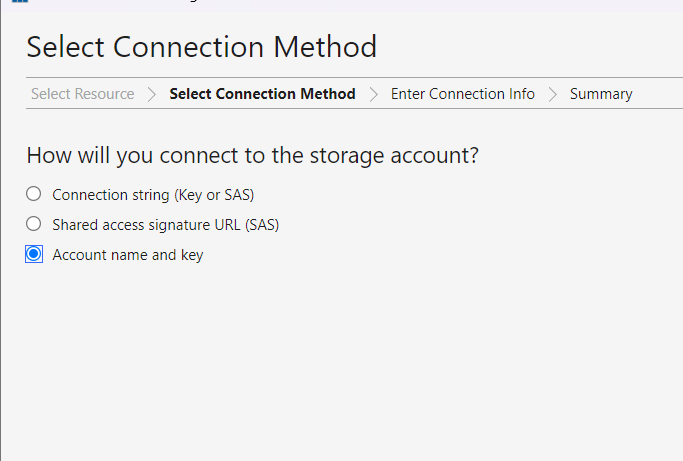 Select Connection Method
Select Resource > Select Connection Method > Enter Connection Info > Summary
How will you connect to the storage account?
Connection string (Key or SAS)
Shared access signature URL (SAS)
Account name and key